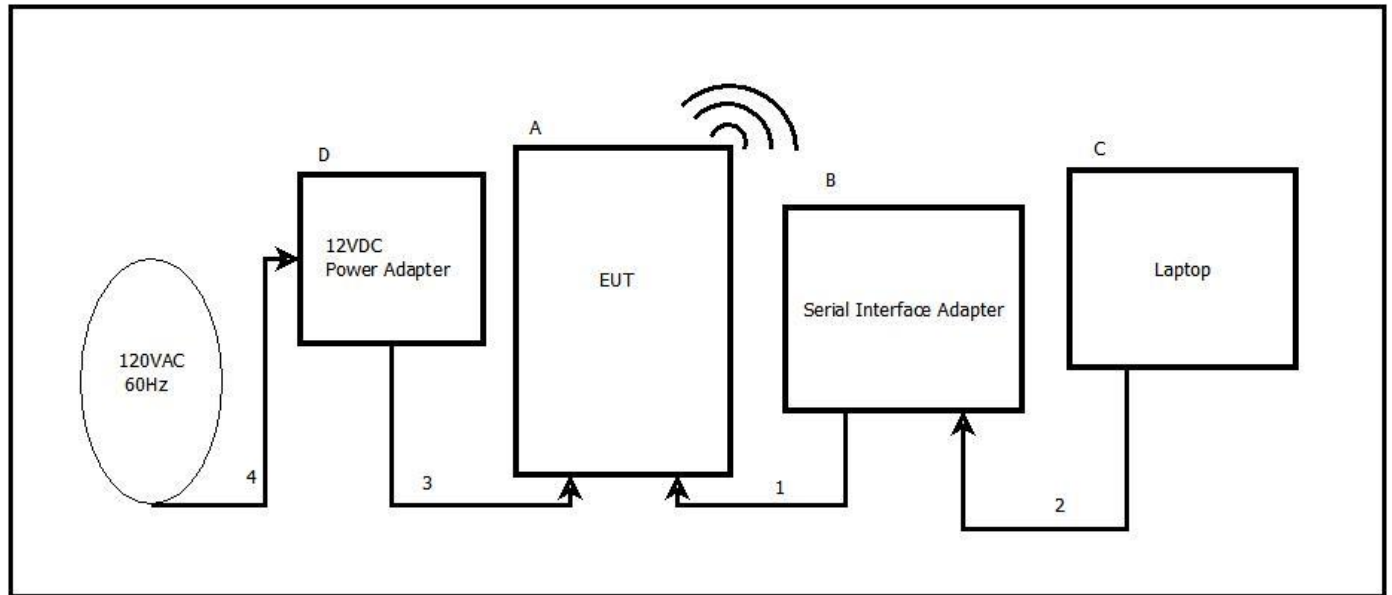 A
D
C
B
12VDC
Power Adapter
EUT
Laptop
Serial Interface Adapter
120VAC
60Hz
4
3
1
2